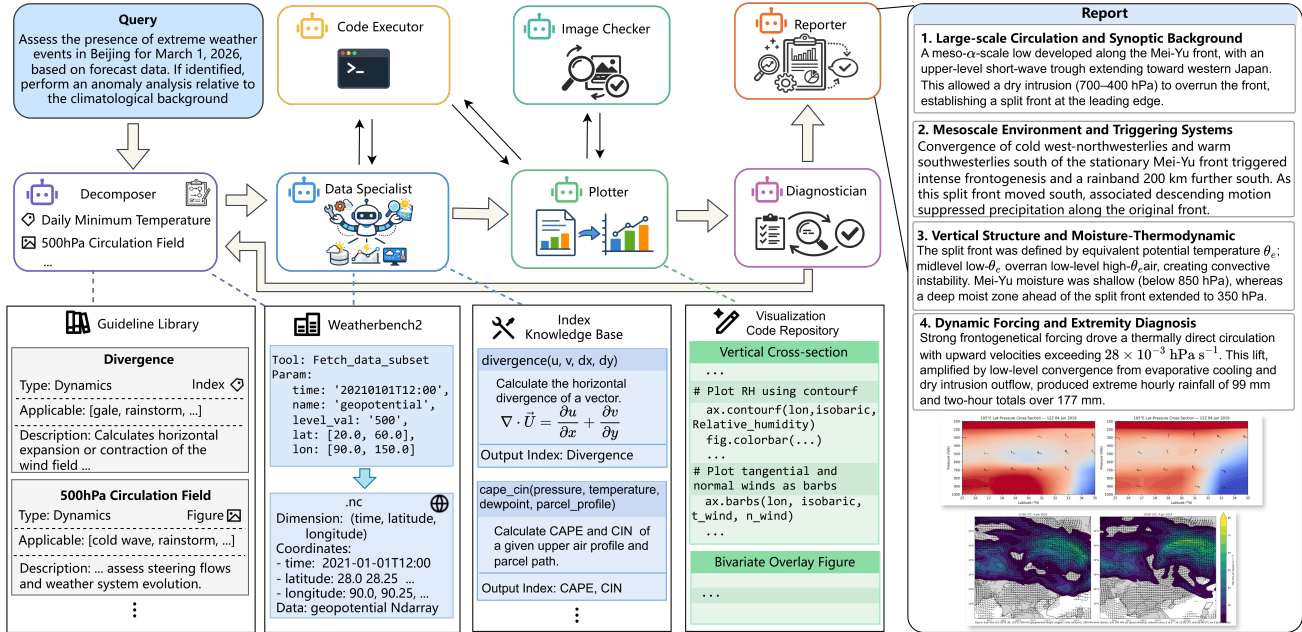 Query
Assess the presence of extreme weather
events in Beijing for March 1, 2026,
based on forecast data. If identified,
perform an anomaly analysis relative to
the climatological background
Code Executor
Image Checker
Reporter
Decomposer
Daily Minimum Temperature
500hPa Circulation Field
...
Data Specialist
Plotter
Diagnostician
Guideline Library
Divergence
Type: Dynamics
Index
Applicable: [gale, rainstorm, ...]
Description: Calculates horizontal
expansion or contraction of the
wind field ...
500hPa Circulation Field
Type: Dynamics
Figure
Applicable: [cold wave, rainstorm, ...]
Description: ... assess steering flows
and weather system evolution.
Weatherbench2
Tool: Fetch_data_subset
Param:
time: '20210101T12:00',
name: 'geopotential',
level_val: '500',
lat: [20.0, 60.0],
lon: [90.0, 150.0]
.nc
Dimension: (time, latitude,
longitude)
Coordinates:
- time: 2021-01-01T12:00
- latitude: 28.0 28.25 ...
- longitude: 90.0, 90.25, ...
Data: geopotential Ndarray
Index
Knowledge Base
divergence(u, v, dx, dy)
Calculate the horizontal
divergence of a vector.
∇ · U⃗ = ∂u/∂x + ∂v/∂y
Output Index: Divergence
cape_cin(pressure, temperature,
dewpoint, parcel_profile)
Calculate CAPE and CIN of
a given upper air profile and
parcel path.
Output Index: CAPE, CIN
Visualization
Code Repository
Vertical Cross-section
...
# Plot RH using contourf
ax.contourf(lon,isobaric,
Relative_humidity)
fig.colorbar(...)
...
# Plot tangential and
normal winds as barbs
ax.barbs(lon, isobaric,
t_wind, n_wind)
...
Bivariate Overlay Figure
...
Report
1. Large-scale Circulation and Synoptic Background
A meso-α-scale low developed along the Mei-Yu front, with an
upper-level short-wave trough extending toward western Japan.
This allowed a dry intrusion (700–400 hPa) to overrun the front,
establishing a split front at the leading edge.
2. Mesoscale Environment and Triggering Systems
Convergence of cold west-northwesterlies and warm
southwesterlies south of the stationary Mei-Yu front triggered
intense frontogenesis and a rainband 200 km further south. As
this split front moved south, associated descending motion
suppressed precipitation along the original front.
3. Vertical Structure and Moisture-Thermodynamic
The split front was defined by equivalent potential temperature θₑ;
midlevel low-θₑ overran low-level high-θₑair, creating convective
instability. Mei-Yu moisture was shallow (below 850 hPa), whereas
a deep moist zone ahead of the split front extended to 350 hPa.
4. Dynamic Forcing and Extremity Diagnosis
Strong frontogenetical forcing drove a thermally direct circulation
with upward velocities exceeding 28 × 10⁻³ hPa s⁻¹. This lift,
amplified by low-level convergence from evaporative cooling and
dry intrusion outflow, produced extreme hourly rainfall of 99 mm
and two-hour totals over 177 mm.
105°E Lat-Pressure Cross-Section — 12Z 04 Jun 2019
105°E Lat-Pressure Cross-Section — 15Z 04 Jun 2019